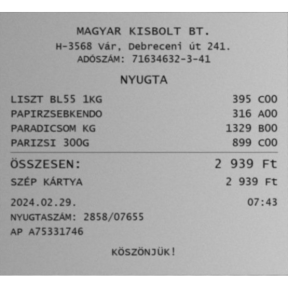 MAGYAR KISBOLT BT.
H-3568 Vár, Debreceni út 241.
ADÓSZÁM: 71634632-3-41
NYUGTA
LISZT BL55 1KG 395 C00
PAPIRZSEBKENDO 316 A00
PARADICSOM KG 1329 B00
PARIZSI 300G 899 C00
ÖSSZESEN: 2 939 Ft
SZÉP KÁRTYA 2 939 Ft
2024.02.29. 07:43
NYUGTASZÁM: 2858/07655
AP A75331746
KÖSZÖNJÜK!